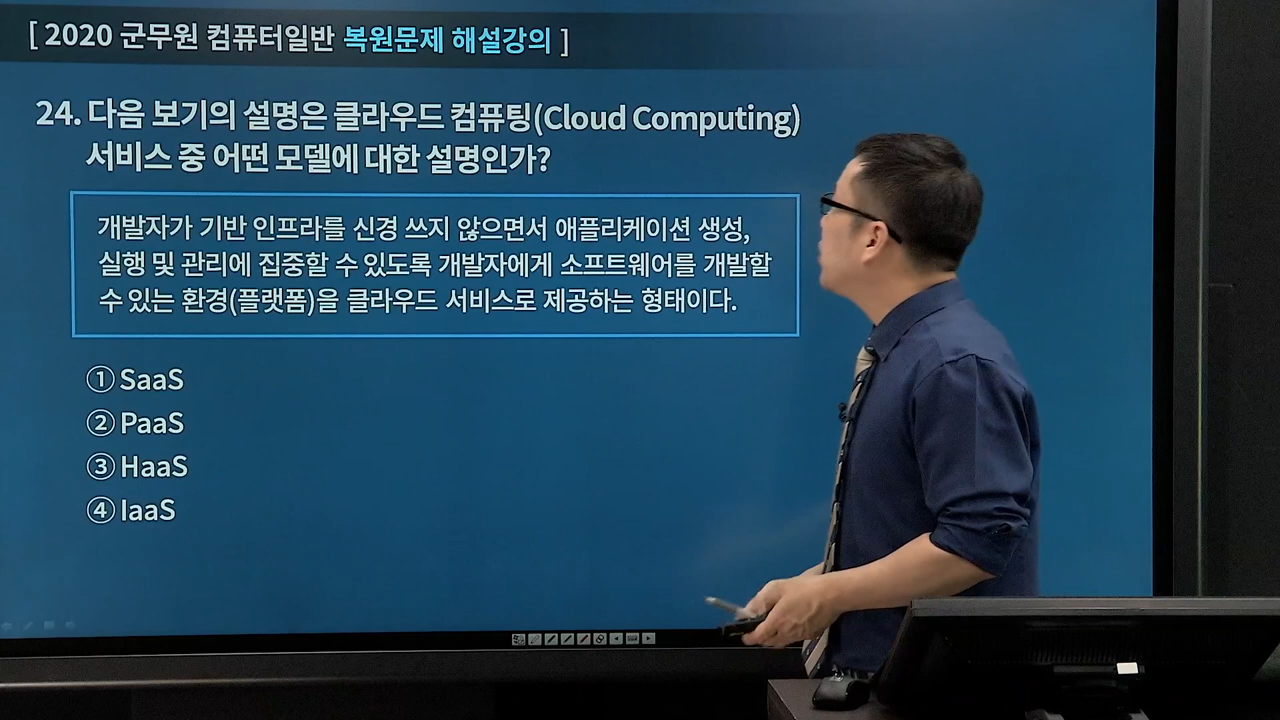 [ 2020 군무원 컴퓨터일반 복원문제 해설강의 ]
24. 다음 보기의 설명은 클라우드 컴퓨팅(Cloud Computing)
서비스 중 어떤 모델에 대한 설명인가?
개발자가 기반 인프라를 신경 쓰지 않으면서 애플리케이션 생성,
실행 및 관리에 집중할 수 있도록 개발자에게 소프트웨어를 개발할
수 있는 환경(플랫폼)을 클라우드 서비스로 제공하는 형태이다.
① SaaS
② PaaS
③ HaaS
④ IaaS